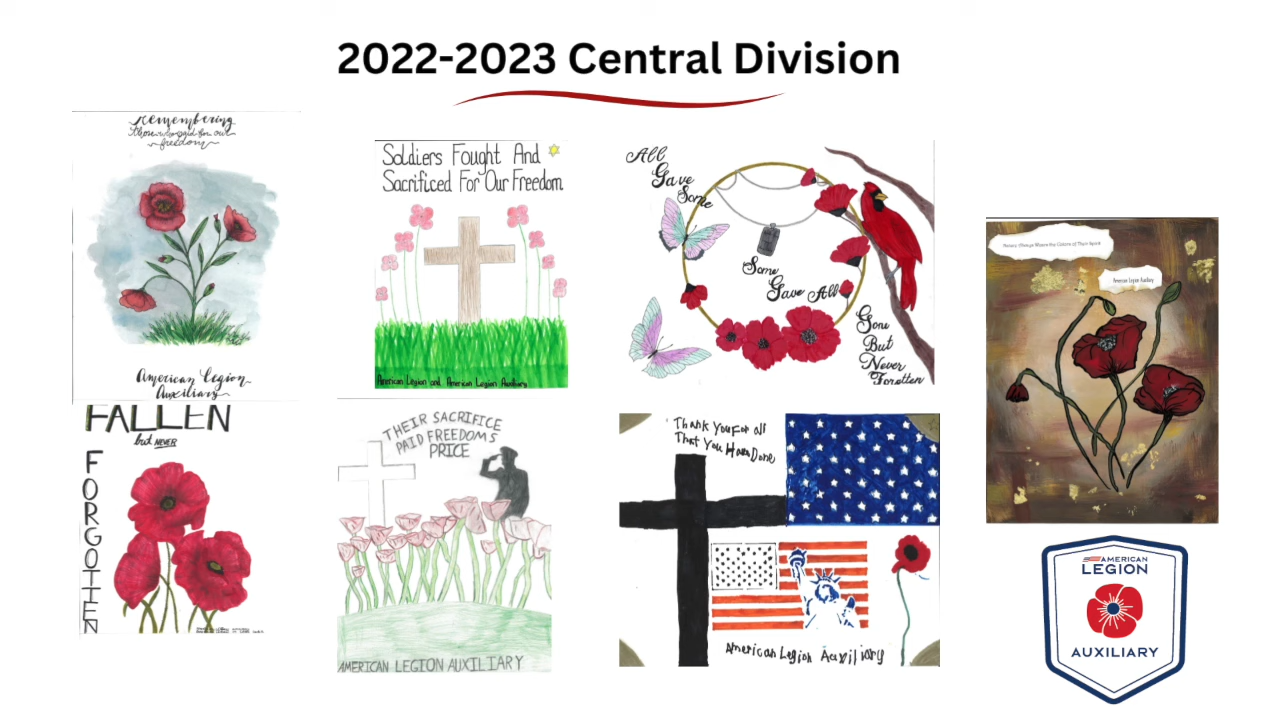 2022-2023 Central Division
Remembering
those who paid for our
freedom
American Legion
Auxiliary
Soldiers Fought And
Sacrificed For Our Freedom
American Legion and American Legion Auxiliary
All
Gave
Some
Some
Gave All
Gone
But
Never
Forgotten
American Legion Auxiliary
FALLEN
but NEVER
FORGOTTEN
THEIR SACRIFICE
PAID FREEDOMS
PRICE
AMERICAN LEGION AUXILIARY
Thank You For all
That You Have Done
American Legion Auxiliary
AMERICAN
LEGION
AUXILIARY